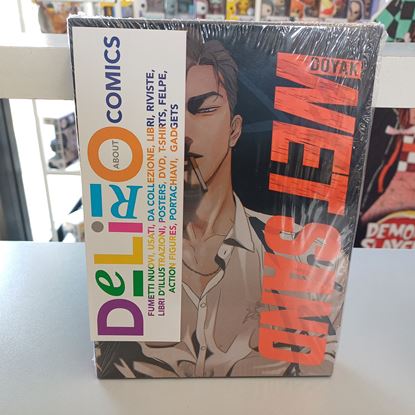 DeLiRiO
ABOUT
COMICS
FUMETTI NUOVI, USATI, DA COLLEZIONE, LIBRI, RIVISTE,
LIBRI D'ILLUSTRAZIONI, POSTERS, DVD, T-SHIRTS, FELPE,
ACTION FIGURES, PORTACHIAVI, GADGETS
DOYAK
WET SAND
DEMON
SLAYER